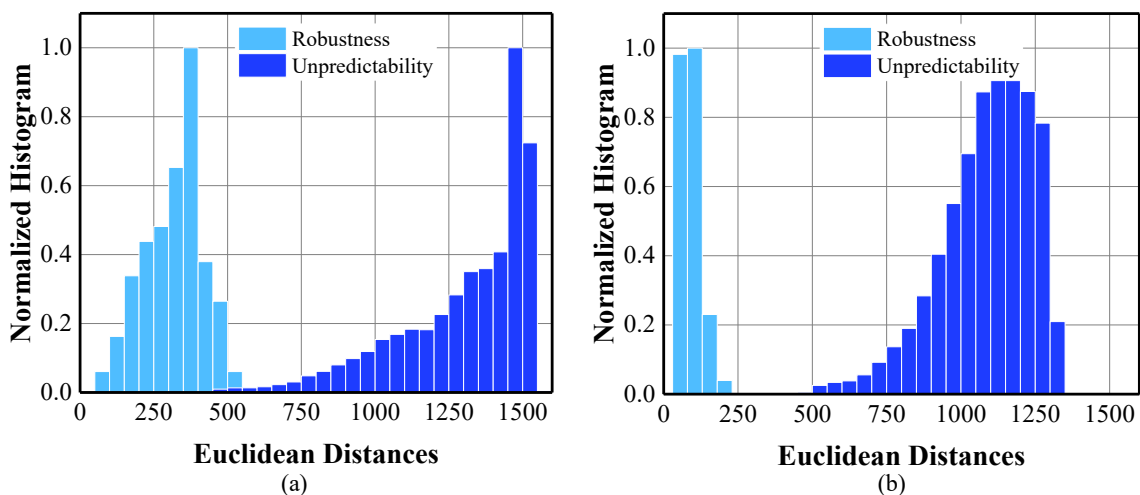 Normalized Histogram
1.0
0.8
0.6
0.4
0.2
0.0
Robustness
Unpredictability
0 250 500 750 1000 1250 1500
Euclidean Distances
(a)
Normalized Histogram
1.0
0.8
0.6
0.4
0.2
0.0
Robustness
Unpredictability
0 250 500 750 1000 1250 1500
Euclidean Distances
(b)